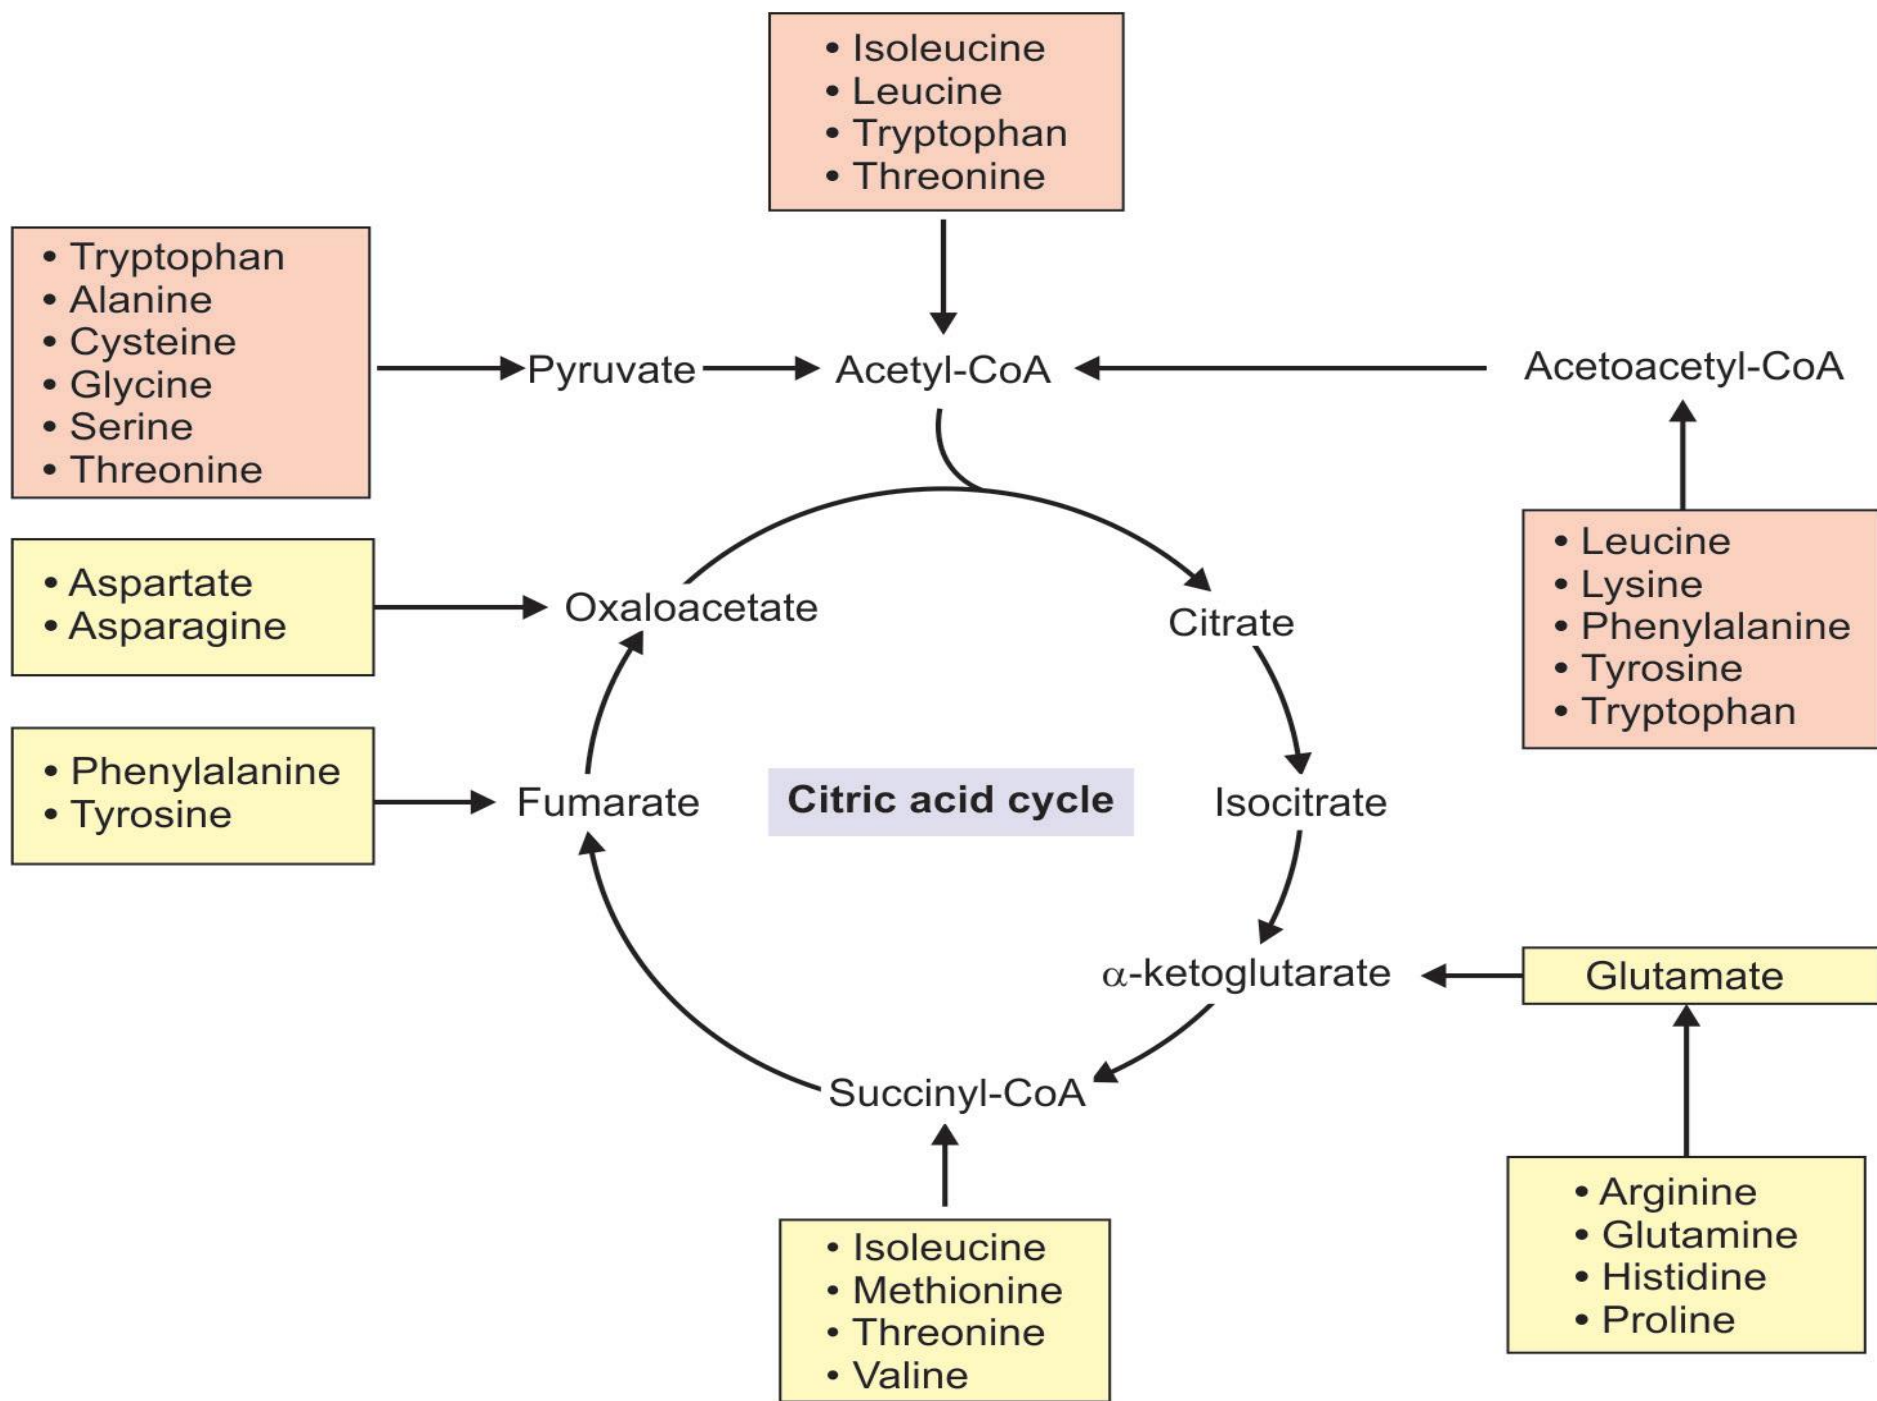 • Isoleucine
• Leucine
• Tryptophan
• Threonine
• Tryptophan
• Alanine
• Cysteine
• Glycine
• Serine
• Threonine
Pyruvate
Acetyl-CoA
Acetoacetyl-CoA
• Leucine
• Lysine
• Phenylalanine
• Tyrosine
• Tryptophan
• Aspartate
• Asparagine
Oxaloacetate
Citrate
• Phenylalanine
• Tyrosine
Fumarate
Citric acid cycle
Isocitrate
α-ketoglutarate
Glutamate
Succinyl-CoA
• Isoleucine
• Methionine
• Threonine
• Valine
• Arginine
• Glutamine
• Histidine
• Proline